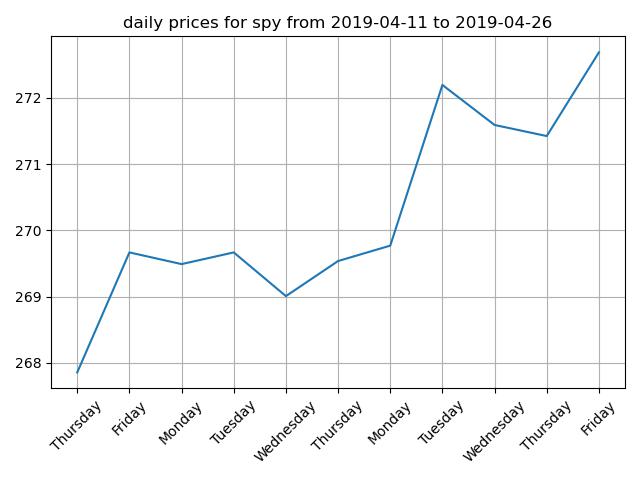 daily prices for spy from 2019-04-11 to 2019-04-26
272
271
270
269
268
Thursday
Friday
Monday
Tuesday
Wednesday
Thursday
Monday
Tuesday
Wednesday
Thursday
Friday